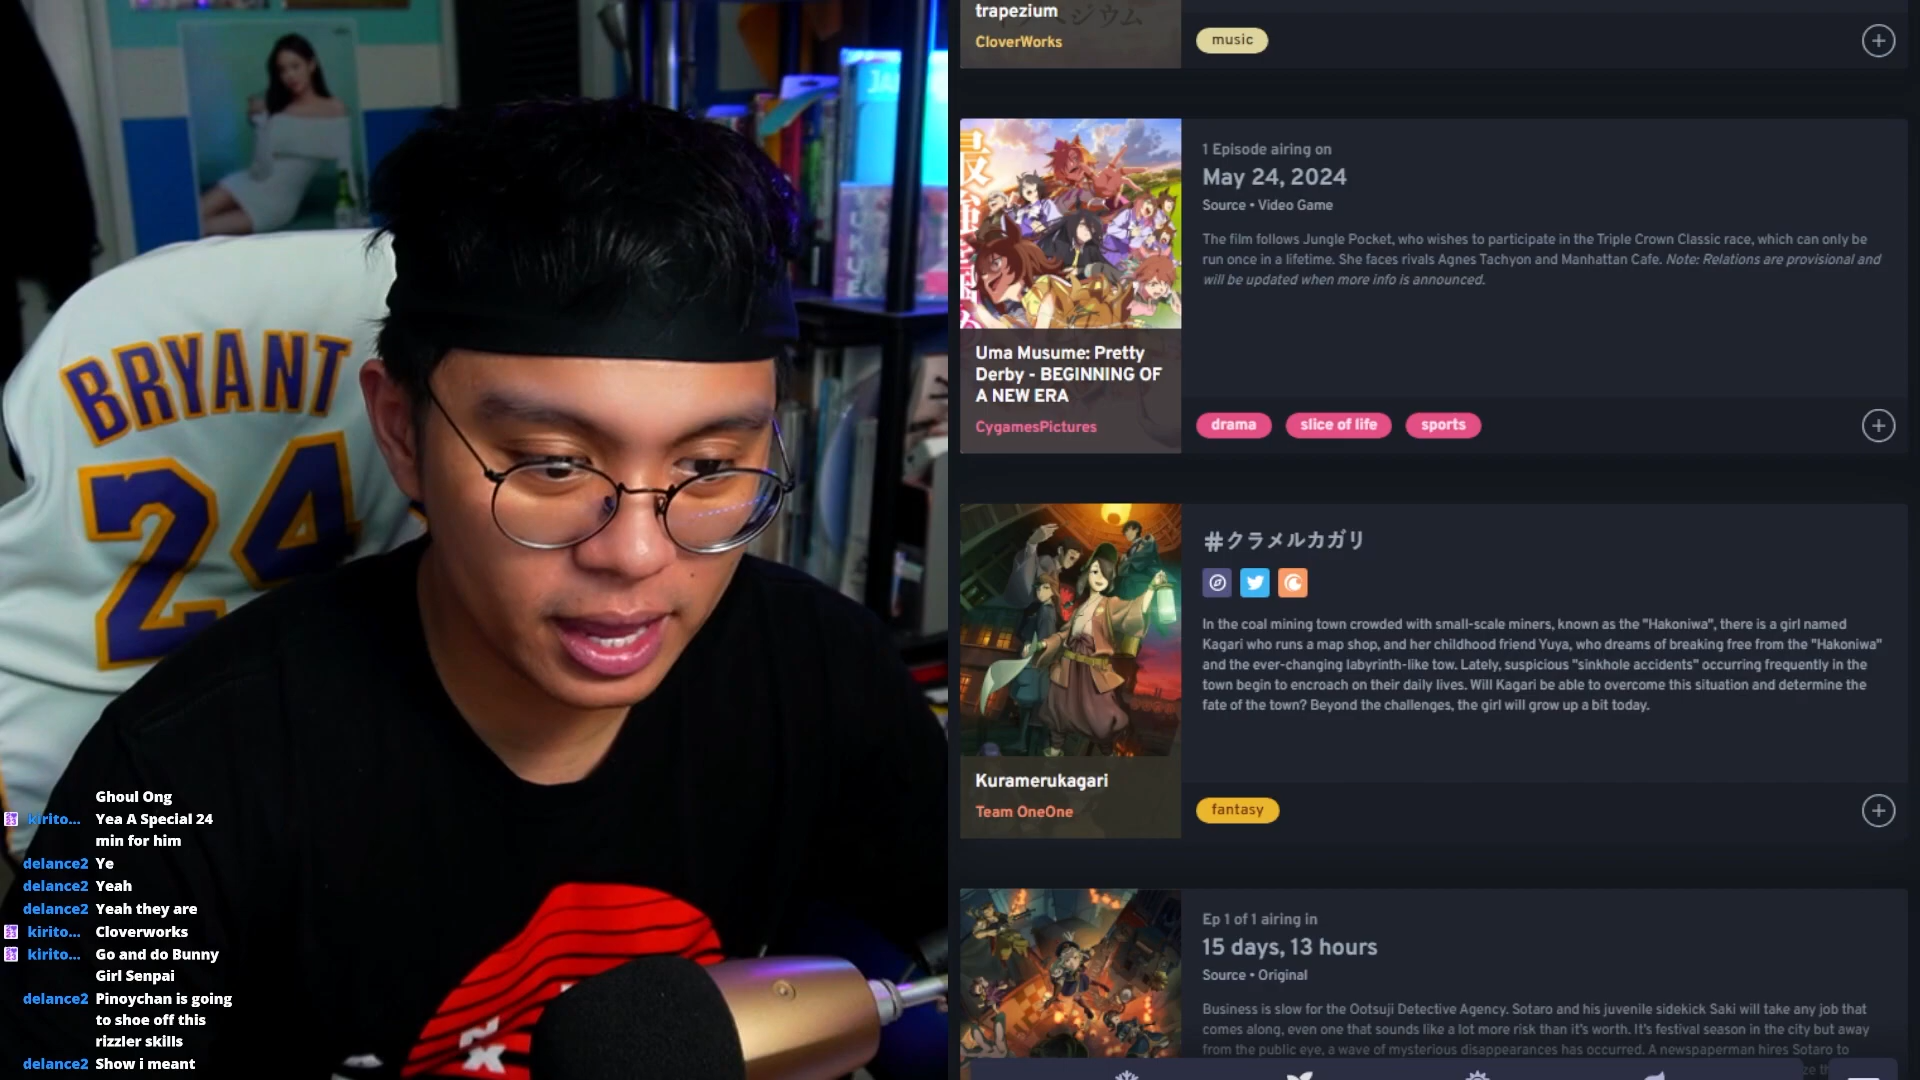 BRYANT
24
Ghoul Ong
kirito... Yea A Special 24
min for him
delance2 Ye
delance2 Yeah
delance2 Yeah they are
kirito... Cloverworks
kirito... Go and do Bunny
Girl Senpai
delance2 Pinoychan is going
to shoe off this
rizzler skills
delance2 Show i meant
trapezium
CloverWorks
music
1 Episode airing on
May 24, 2024
Source • Video Game
The film follows Jungle Pocket, who wishes to participate in the Triple Crown Classic race, which can only be
run once in a lifetime. She faces rivals Agnes Tachyon and Manhattan Cafe. Note: Relations are provisional and
will be updated when more info is announced.
Uma Musume: Pretty
Derby - BEGINNING OF
A NEW ERA
CygamesPictures
drama
slice of life
sports
#クラメルカガリ
In the coal mining town crowded with small-scale miners, known as the "Hakoniwa", there is a girl named
Kagari who runs a map shop, and her childhood friend Yuya, who dreams of breaking free from the "Hakoniwa"
and the ever-changing labyrinth-like tow. Lately, suspicious "sinkhole accidents" occurring frequently in the
town begin to encroach on their daily lives. Will Kagari be able to overcome this situation and determine the
fate of the town? Beyond the challenges, the girl will grow up a bit today.
Kuramerukagari
Team OneOne
fantasy
Ep 1 of 1 airing in
15 days, 13 hours
Source • Original
Business is slow for the Ootsuji Detective Agency. Sotaro and his juvenile sidekick Saki will take any job that
comes along, even one that sounds like a lot more risk than it's worth. It's festival season in the city but away
from the public eye, a wave of mysterious disappearances has occurred. A newspaperman hires Sotaro to